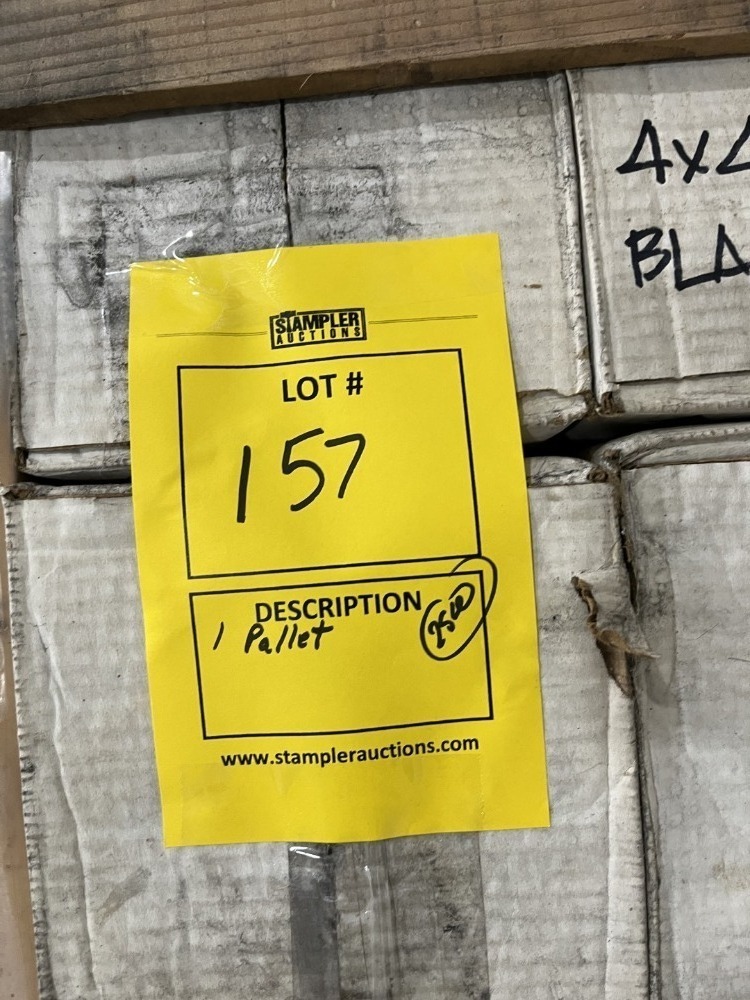 4x4
BLA
STAMPLER
AUCTIONS
LOT #
157
DESCRIPTION
1 Pallet
www.stamplerauctions.com